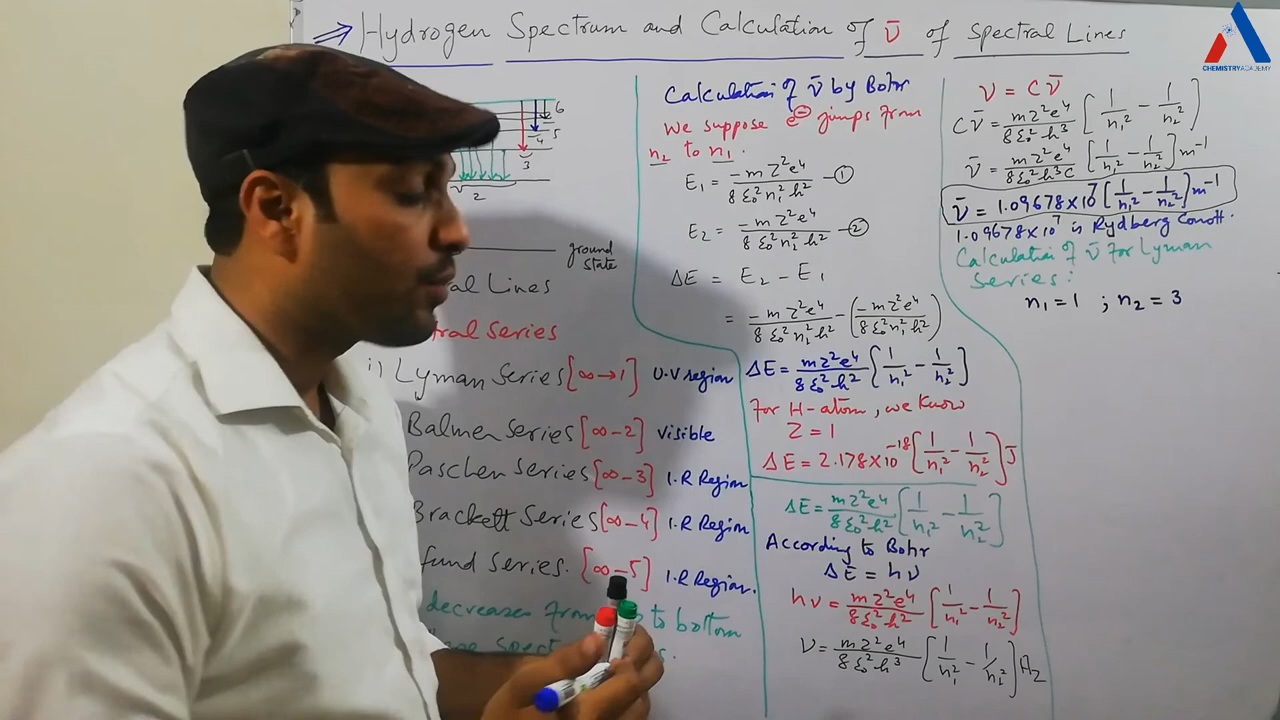 ⇒ Hydrogen Spectrum and Calculation of ν̄ of Spectral Lines
CHEMISTRY ACADEMY
6
5
4
3
2
ground
state
Lines
Series
i) Lyman Series [∞→1] U.V region
Balmer Series [∞-2] Visible
Paschen Series [∞-3] I.R Region
Brackett Series [∞-4] I.R Region
fund Series. [∞-5] I.R Region.
decreases from to bottom
Calculation of ν̄ by Bohr
We suppose e⊖ jumps from
n₂ to n₁.
E₁ = -mZ²e⁴/8ε₀²n₁²h² —①
E₂ = -mZ²e⁴/8ε₀²n₂²h² —②
ΔE = E₂ - E₁
= -mZ²e⁴/8ε₀²n₂²h² - (-mZ²e⁴/8ε₀²n₁²h²)
ΔE = mZ²e⁴/8ε₀²h² [1/n₁² - 1/n₂²]
For H-atom, we know
Z = 1
ΔE = 2.178×10⁻¹⁸ [1/n₁² - 1/n₂²] J
ΔE = mZ²e⁴/8ε₀²h² [1/n₁² - 1/n₂²]
According to Bohr
ΔE = hν
hν = mZ²e⁴/8ε₀²h² [1/n₁² - 1/n₂²]
ν = mZ²e⁴/8ε₀²h³ [1/n₁² - 1/n₂²] Hz
ν = Cν̄
Cν̄ = mZ²e⁴/8ε₀²h³ [1/n₁² - 1/n₂²]
ν̄ = mZ²e⁴/8ε₀²h³c [1/n₁² - 1/n₂²] m⁻¹
ν̄ = 1.09678×10⁷ [1/n₁² - 1/n₂²] m⁻¹
1.09678×10⁷ is Rydberg Constt.
Calculation of ν̄ for Lyman
Series:
n₁ = 1 ; n₂ = 3